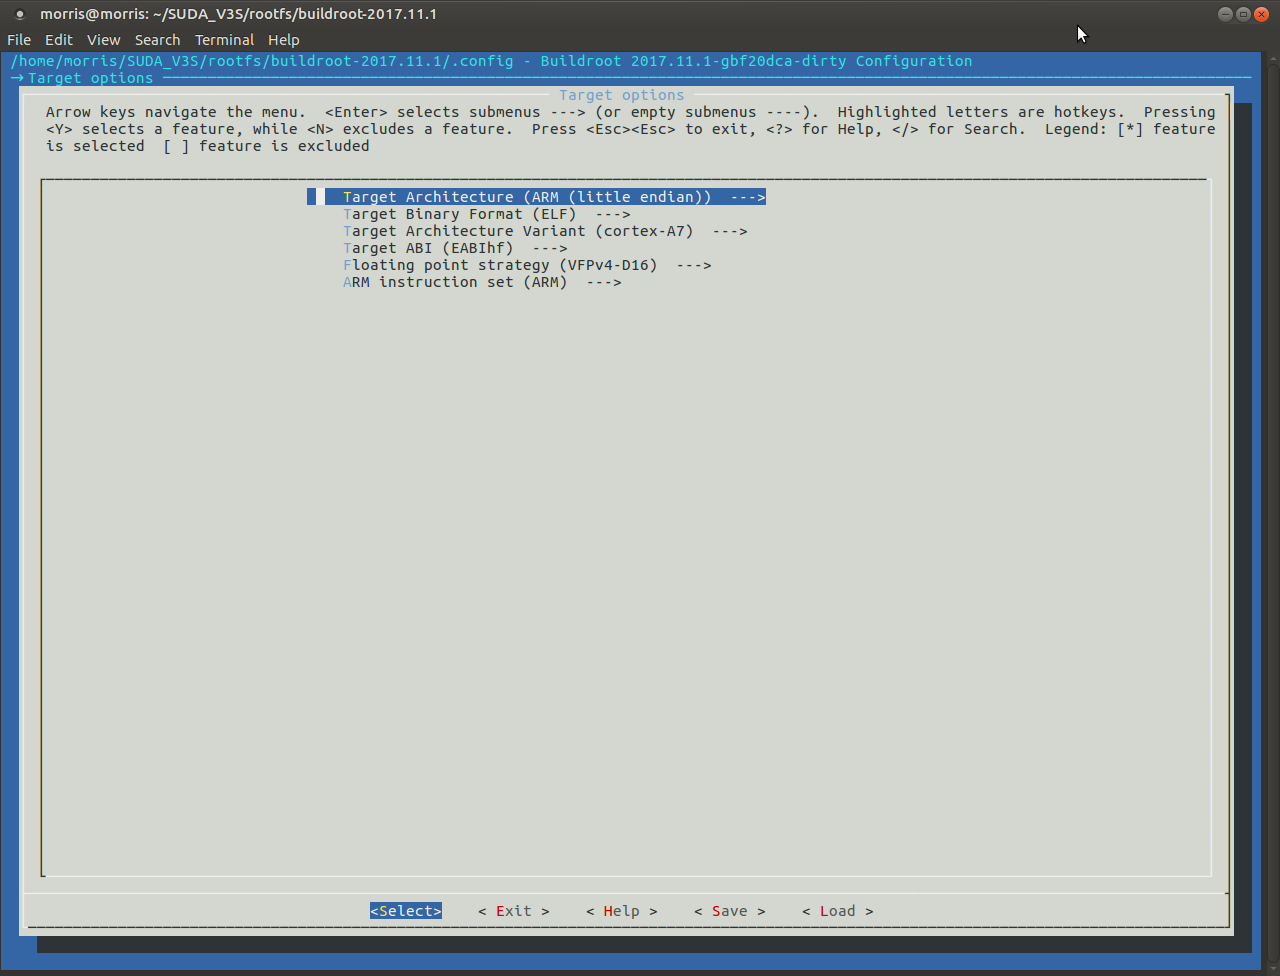 morris@morris: ~/SUDA_V3S/rootfs/buildroot-2017.11.1
File Edit View Search Terminal Help
/home/morris/SUDA_V3S/rootfs/buildroot-2017.11.1/.config - Buildroot 2017.11.1-gbf20dca-dirty Configuration
→ Target options
Target options
Arrow keys navigate the menu.  <Enter> selects submenus ---> (or empty submenus ----).  Highlighted letters are hotkeys.  Pressing
<Y> selects a feature, while <N> excludes a feature.  Press <Esc><Esc> to exit, <?> for Help, </> for Search.  Legend: [*] feature
is selected  [ ] feature is excluded
Target Architecture (ARM (little endian))  --->
Target Binary Format (ELF)  --->
Target Architecture Variant (cortex-A7)  --->
Target ABI (EABIhf)  --->
Floating point strategy (VFPv4-D16)  --->
ARM instruction set (ARM)  --->
<Select>    < Exit >    < Help >    < Save >    < Load >